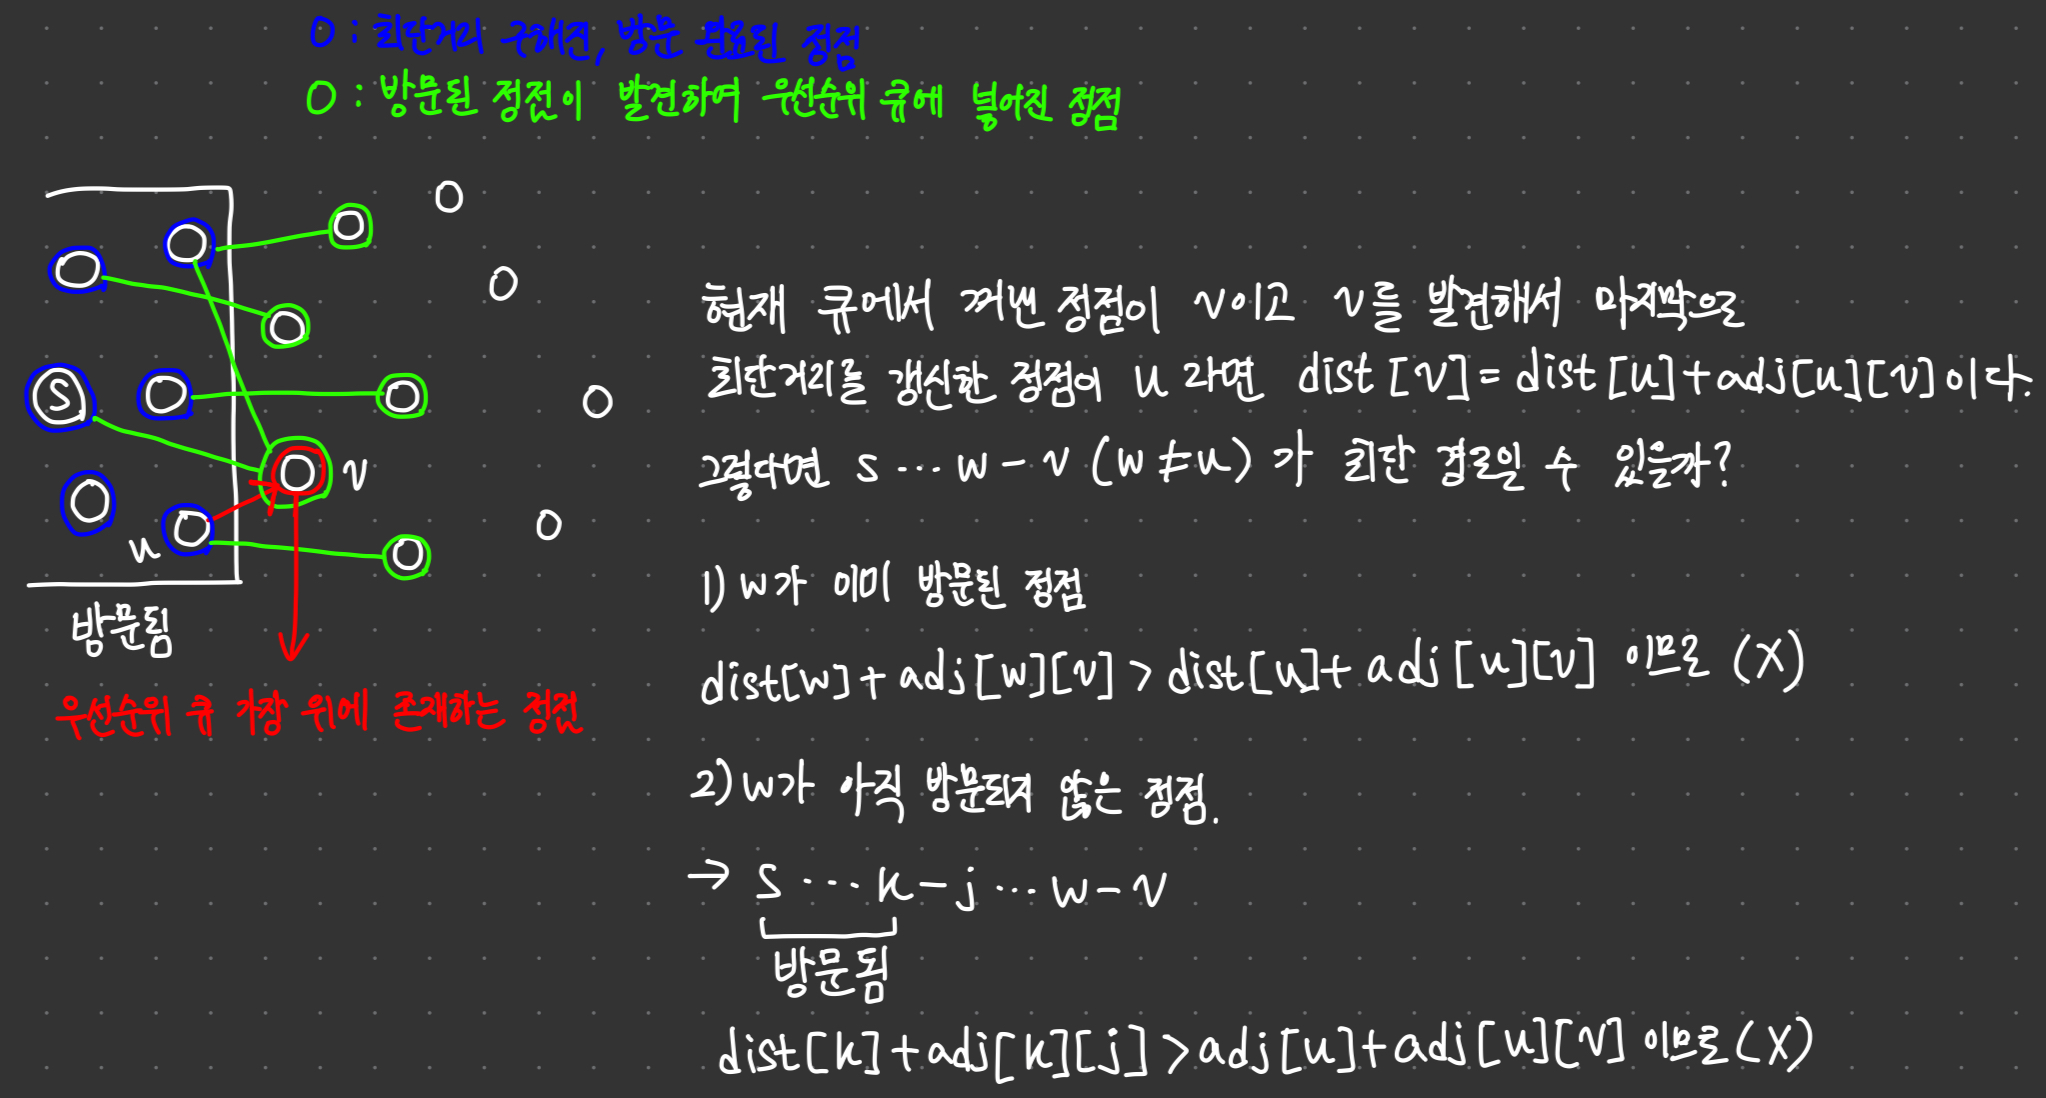 O : 최단거리 구해진, 방문 완료된 정점
O : 방문된 정점이 발견하여 우선순위 큐에 넣어진 정점
S
v
u
방문됨
우선순위 큐 가장 위에 존재하는 정점
현재 큐에서 꺼낸 정점이 v이고 v를 발견해서 마지막으로
최단거리를 갱신한 정점이 u 라면 dist[v] = dist[u] + adj[u][v] 이다.
그렇다면 s ... w - v (w ≠ u) 가 최단 경로일 수 있을까?
1) w가 이미 방문된 정점
dist[w] + adj[w][v] > dist[u] + adj[u][v] 이므로 (X)
2) w가 아직 방문되지 않은 정점.
→ s ... k - j ... w - v
방문됨
dist[k] + adj[k][j] > adj[u] + adj[u][v] 이므로 (X)